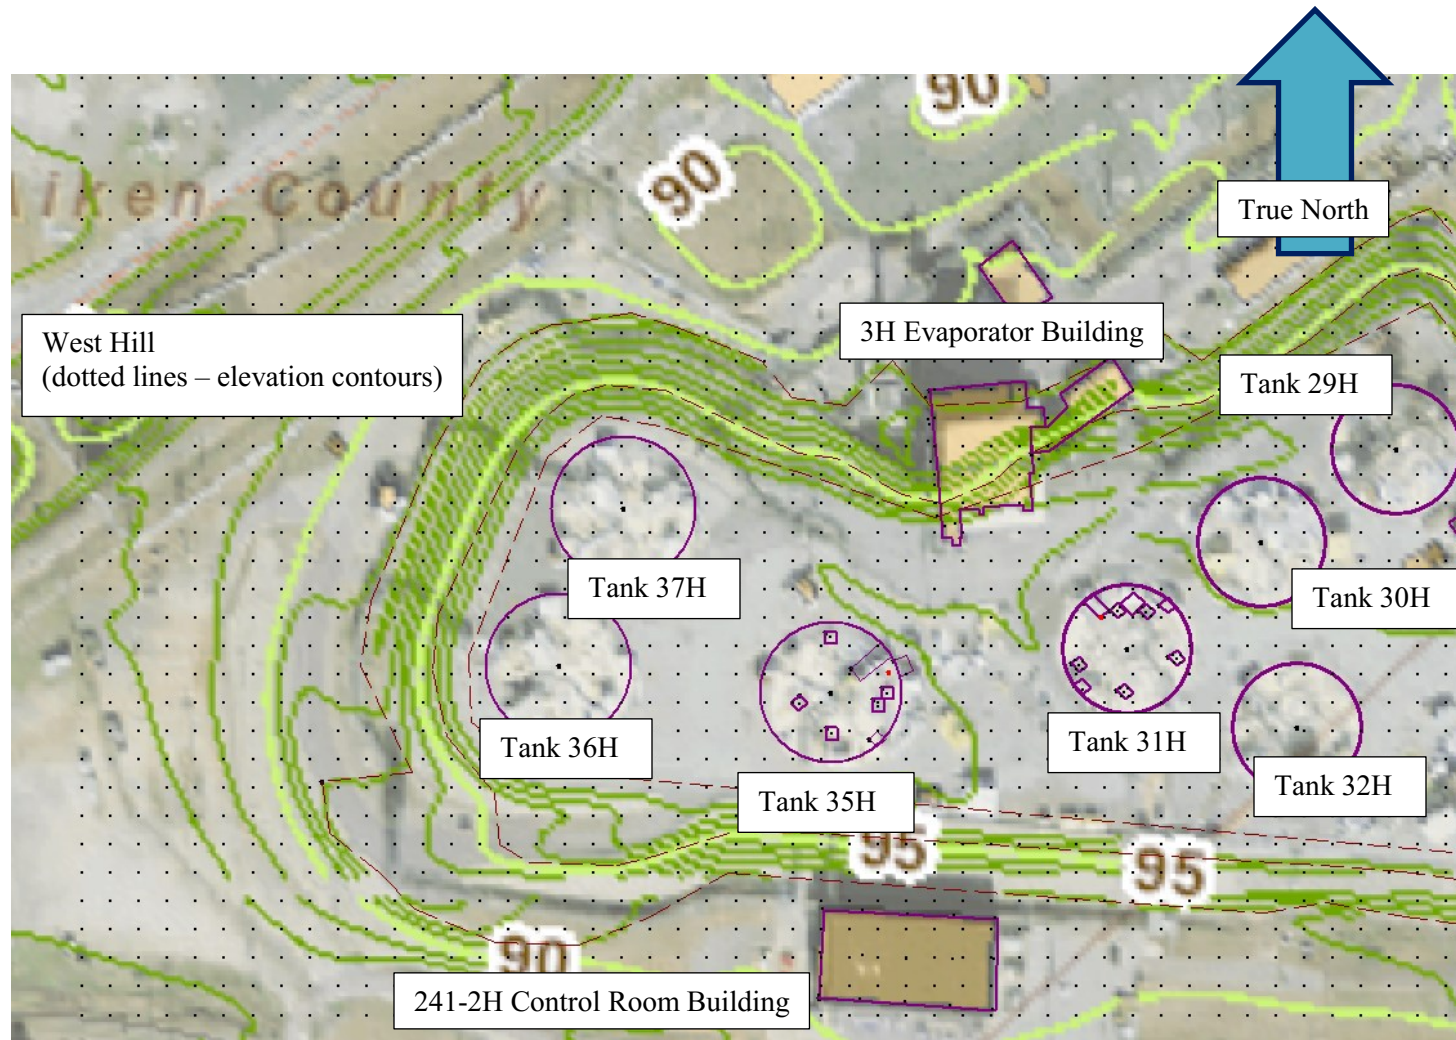 90
True North
Aiken County
90
West Hill
(dotted lines – elevation contours)
3H Evaporator Building
Tank 29H
Tank 37H
Tank 30H
Tank 36H
Tank 31H
Tank 35H
Tank 32H
95
95
90
241-2H Control Room Building